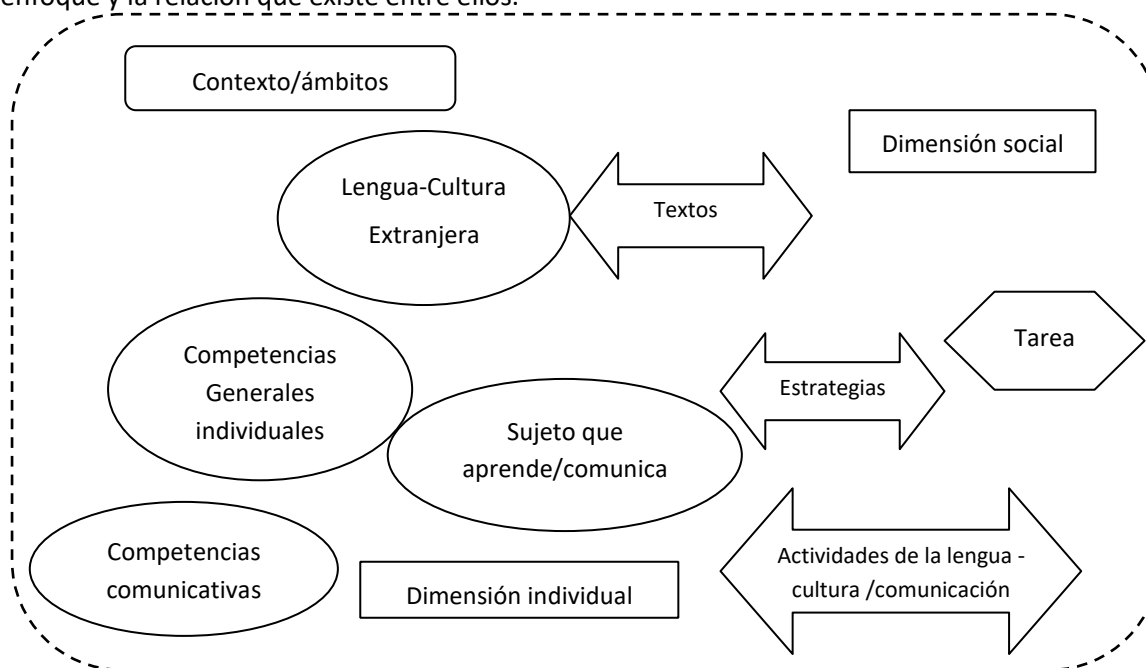 enfoque y la relación que existe entre ellos.
Contexto/ámbitos
Dimensión social
Lengua-Cultura
Extranjera
Textos
Tarea
Competencias
Generales
individuales
Estrategias
Sujeto que
aprende/comunica
Competencias
comunicativas
Dimensión individual
Actividades de la lengua -
cultura /comunicación